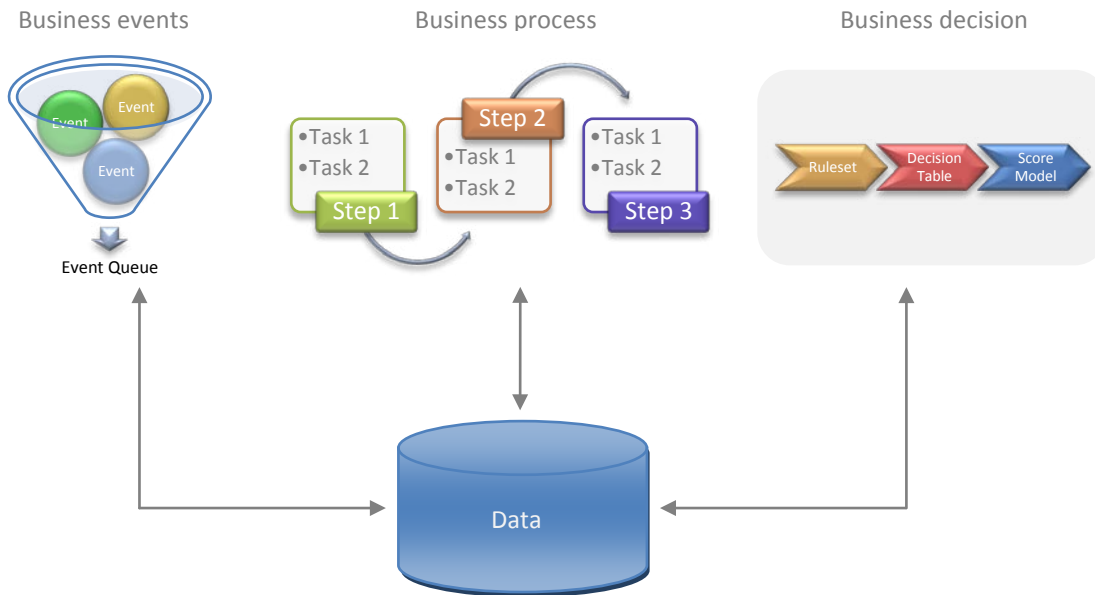 Business events
Business process
Business decision
Event
Event
Event
Event Queue
•Task 1
•Task 2
Step 1
Step 2
•Task 1
•Task 2
•Task 1
•Task 2
Step 3
Ruleset
Decision
Table
Score
Model
Data